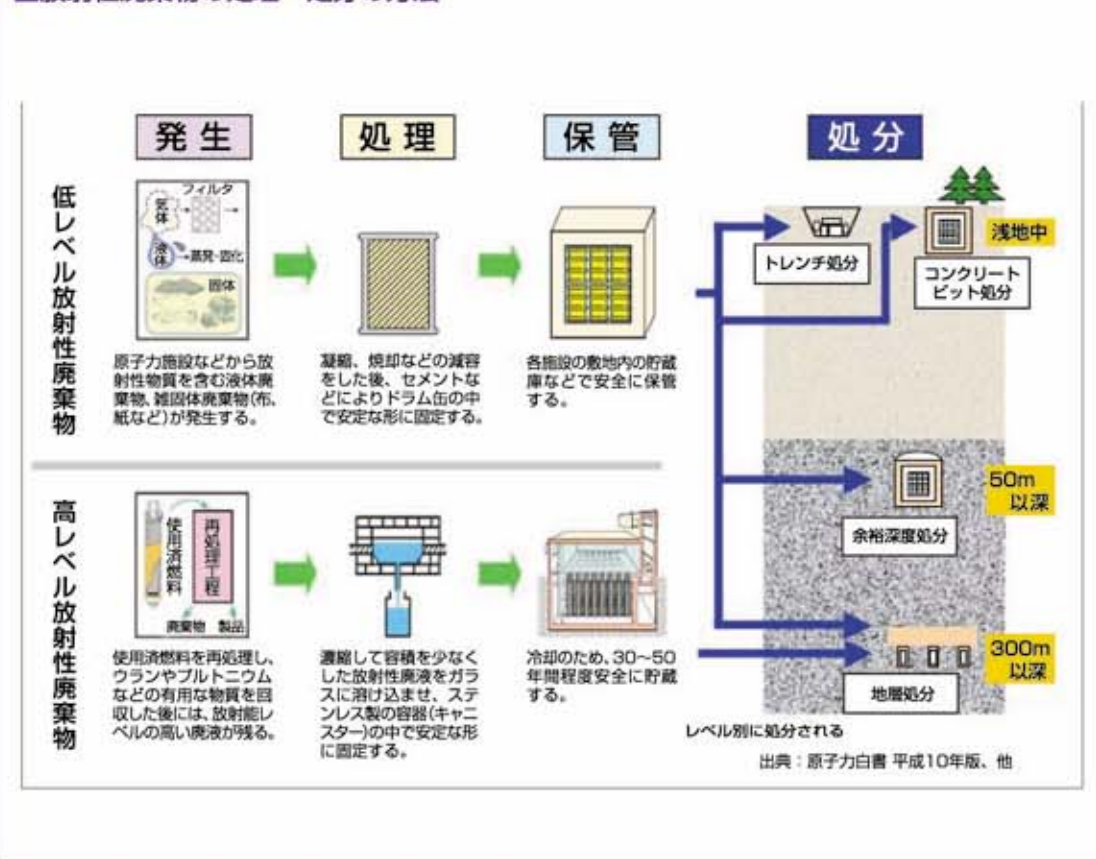 発生
処理
保管
処分
低レベル放射性廃棄物
フィルタ
気体
液体
蒸発・固化
固体
原子力施設などから放
射性物質を含む液体廃
棄物、雑固体廃棄物(布、
紙など)が発生する。
凝縮、焼却などの減容
をした後、セメントな
どによりドラム缶の中
で安定な形に固定する。
各施設の敷地内の貯蔵
庫などで安全に保管
する。
トレンチ処分
コンクリート
ピット処分
浅地中
余裕深度処分
50m
以深
高レベル放射性廃棄物
使用済燃料
再処理工程
廃棄物 製品
使用済燃料を再処理し、
ウランやプルトニウム
などの有用な物質を回
収した後には、放射能レ
ベルの高い廃液が残る。
濃縮して容積を少なく
した放射性廃液をガラ
スに溶け込ませ、ステ
ンレス製の容器(キャニ
スター)の中で安定な形
に固定する。
冷却のため、30〜50
年間程度安全に貯蔵
する。
地層処分
300m
以深
レベル別に処分される
出典：原子力白書 平成10年版、他